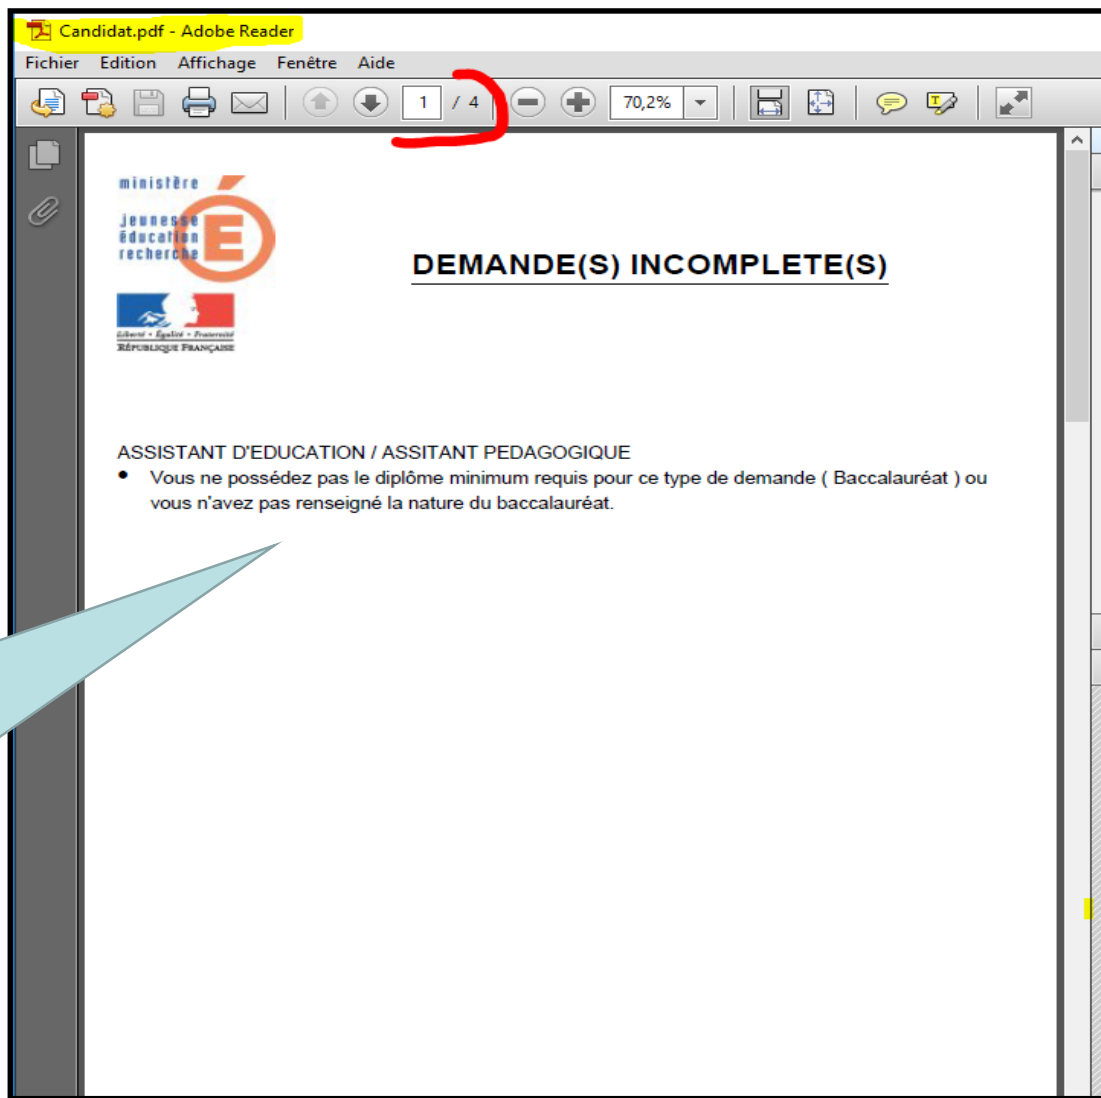 Candidat.pdf - Adobe Reader
Fichier Edition Affichage Fenêtre Aide
1 / 4 70,2%
ministère
jeunesse
éducation
recherche
É
DEMANDE(S) INCOMPLETE(S)
Liberté • Égalité • Fraternité
RÉPUBLIQUE FRANÇAISE
ASSISTANT D'EDUCATION / ASSITANT PEDAGOGIQUE
• Vous ne possédez pas le diplôme minimum requis pour ce type de demande ( Baccalauréat ) ou
vous n'avez pas renseigné la nature du baccalauréat.